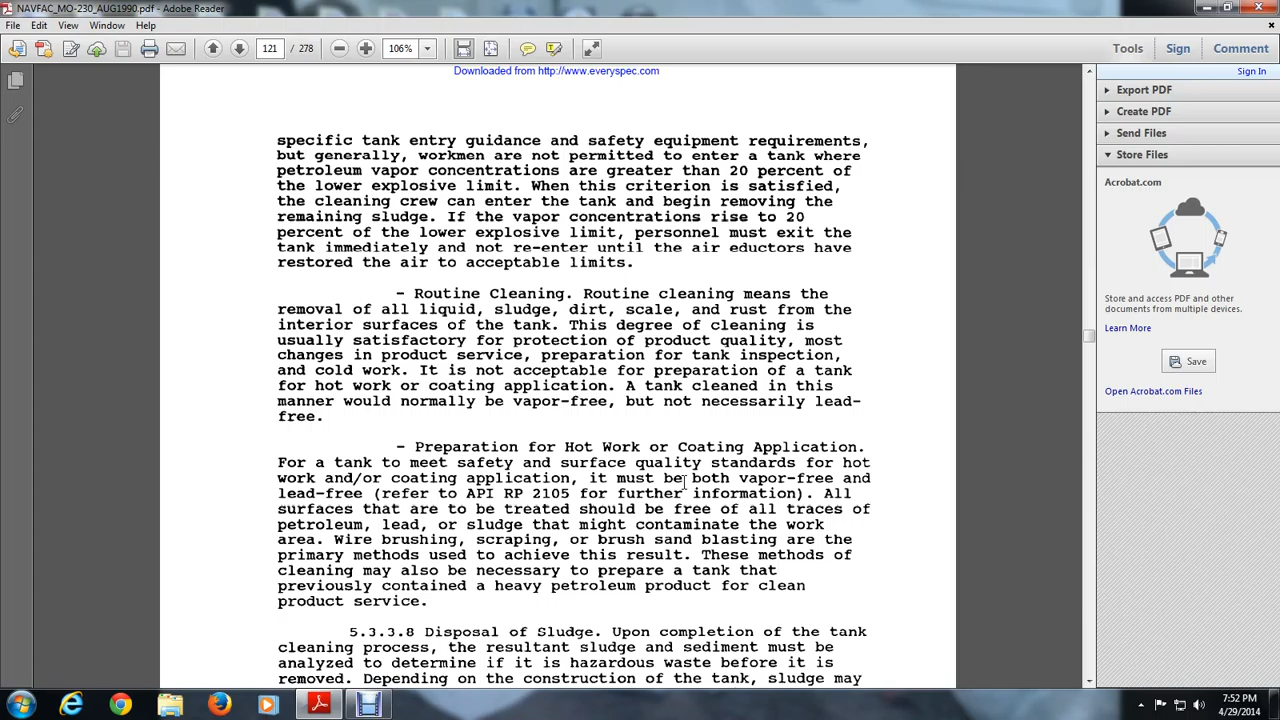 NAVFAC_MO-230_AUG1990.pdf - Adobe Reader
File Edit View Window Help
121 / 278 106% Tools Sign Comment
Downloaded from http://www.everyspec.com
Sign In
Export PDF
Create PDF
Send Files
Store Files
Acrobat.com
Store and access PDF and other
documents from multiple devices.
Learn More
Save
Open Acrobat.com Files
specific tank entry guidance and safety equipment requirements,
but generally, workmen are not permitted to enter a tank where
petroleum vapor concentrations are greater than 20 percent of
the lower explosive limit. When this criterion is satisfied,
the cleaning crew can enter the tank and begin removing the
remaining sludge. If the vapor concentrations rise to 20
percent of the lower explosive limit, personnel must exit the
tank immediately and not re-enter until the air eductors have
restored the air to acceptable limits.
- Routine Cleaning. Routine cleaning means the
removal of all liquid, sludge, dirt, scale, and rust from the
interior surfaces of the tank. This degree of cleaning is
usually satisfactory for protection of product quality, most
changes in product service, preparation for tank inspection,
and cold work. It is not acceptable for preparation of a tank
for hot work or coating application. A tank cleaned in this
manner would normally be vapor-free, but not necessarily lead-
free.
- Preparation for Hot Work or Coating Application.
For a tank to meet safety and surface quality standards for hot
work and/or coating application, it must be both vapor-free and
lead-free (refer to API RP 2105 for further information). All
surfaces that are to be treated should be free of all traces of
petroleum, lead, or sludge that might contaminate the work
area. Wire brushing, scraping, or brush sand blasting are the
primary methods used to achieve this result. These methods of
cleaning may also be necessary to prepare a tank that
previously contained a heavy petroleum product for clean
product service.
5.3.3.8 Disposal of Sludge. Upon completion of the tank
cleaning process, the resultant sludge and sediment must be
analyzed to determine if it is hazardous waste before it is
removed. Depending on the construction of the tank, sludge may
7:52 PM
4/29/2014